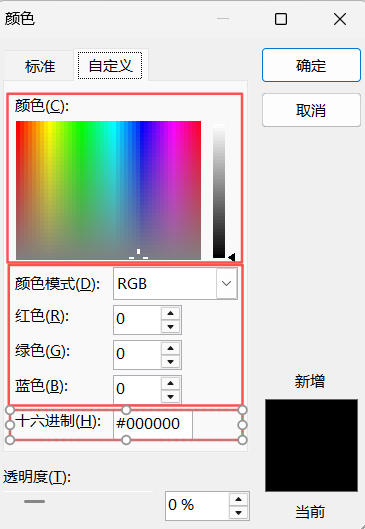 颜色
标准 自定义 确定
取消
颜色(C):
颜色模式(D): RGB
红色(R): 0
绿色(G): 0
蓝色(B): 0
十六进制(H): #000000
透明度(T):
0 %
新增
当前